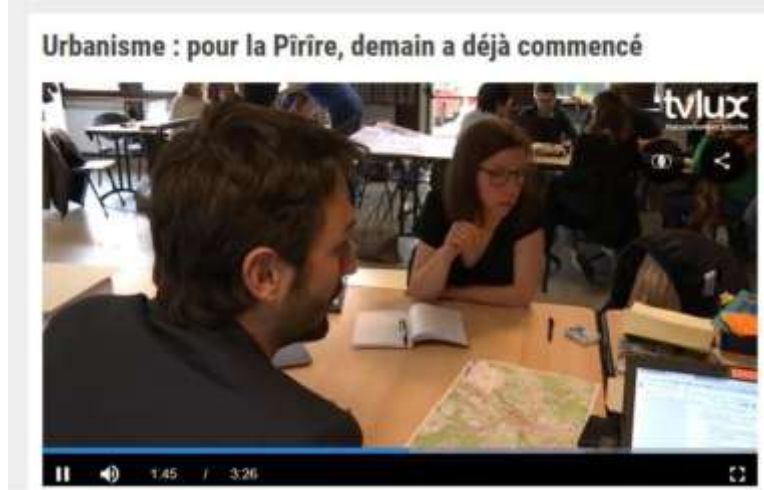 Urbanisme : pour la Pîrîre, demain a déjà commencé
tvlux
1:45 / 3:26